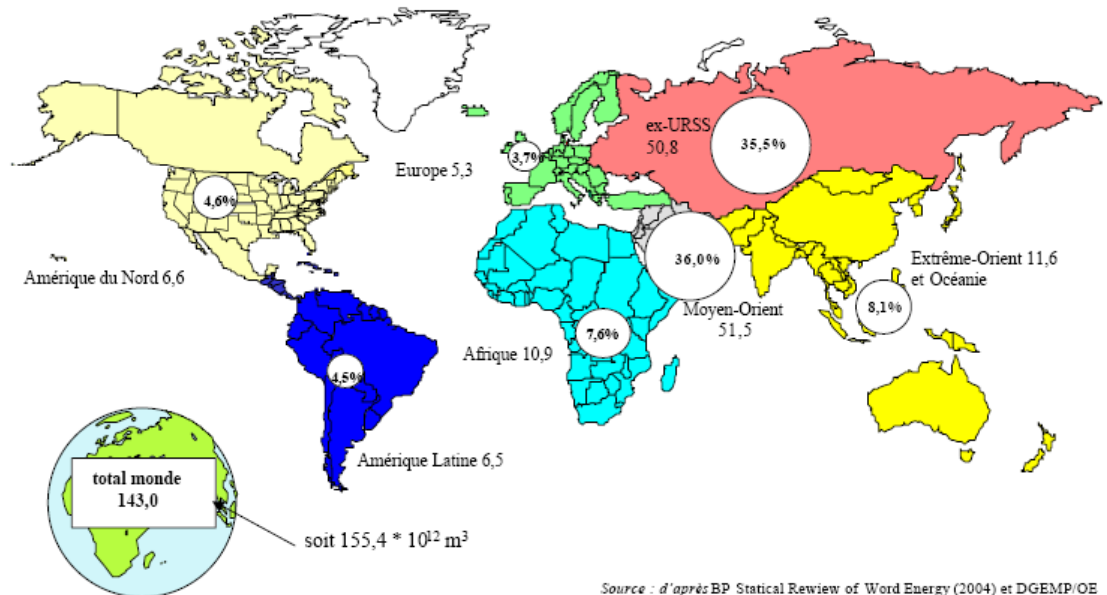 ex-URSS
50,8
35,5%
Europe 5,3
3,7%
4,6%
Amérique du Nord 6,6
36,0%
Moyen-Orient
51,5
Extrême-Orient 11,6
et Océanie
8,1%
Afrique 10,9
7,6%
4,5%
Amérique Latine 6,5
total monde
143,0
soit 155,4 * 10¹² m³
Source : d'après BP Statical Rewiew of Word Energy (2004) et DGEMP/OE